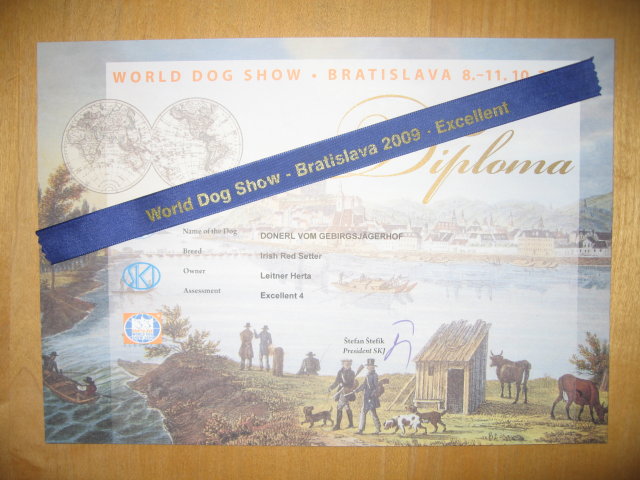 WORLD DOG SHOW • BRATISLAVA 8.–11. 10.
World Dog Show - Bratislava 2009 - Excellent
Diploma
Name of the Dog DONERL VOM GEBIRGSJÄGERHOF
Breed Irish Red Setter
Owner Leitner Herta
Assessment Excellent 4
SKJ
Štefan Štefík
President SKJ